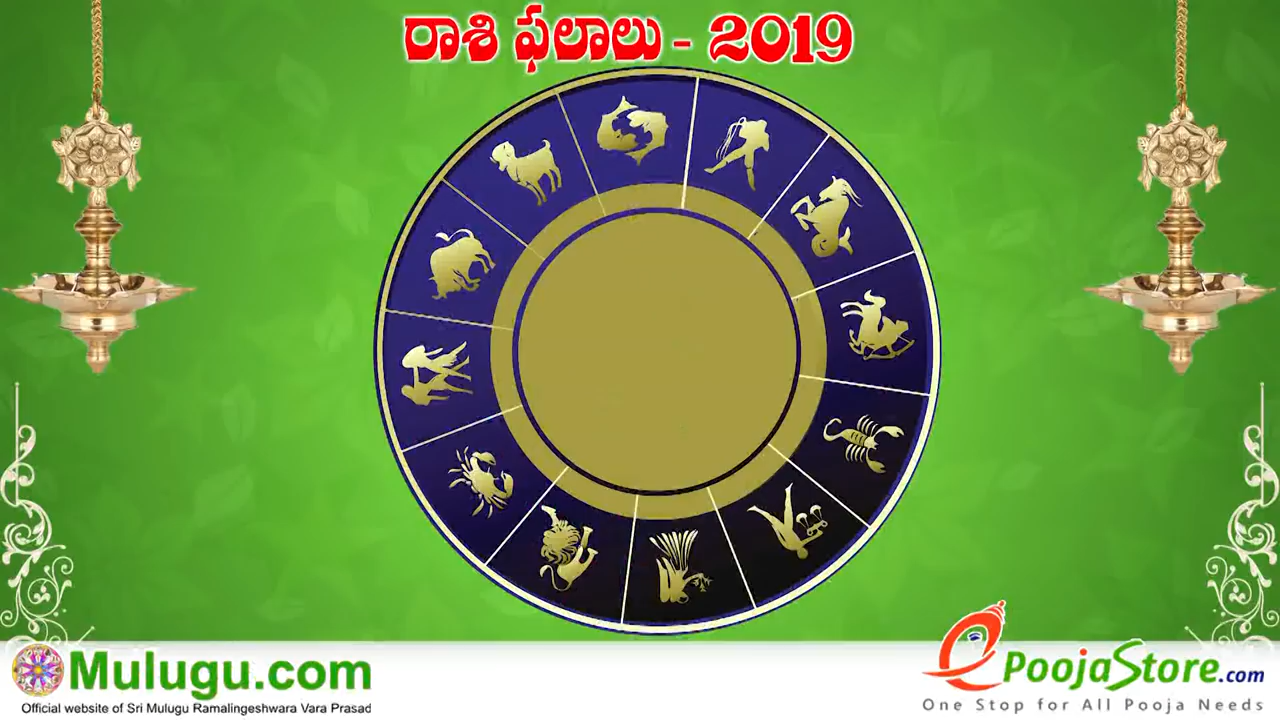 రాశి ఫలాలు - 2019
Mulugu.com
Official website of Sri Mulugu Ramalingeshwara Vara Prasad
ePoojaStore.com
One Stop for All Pooja Needs